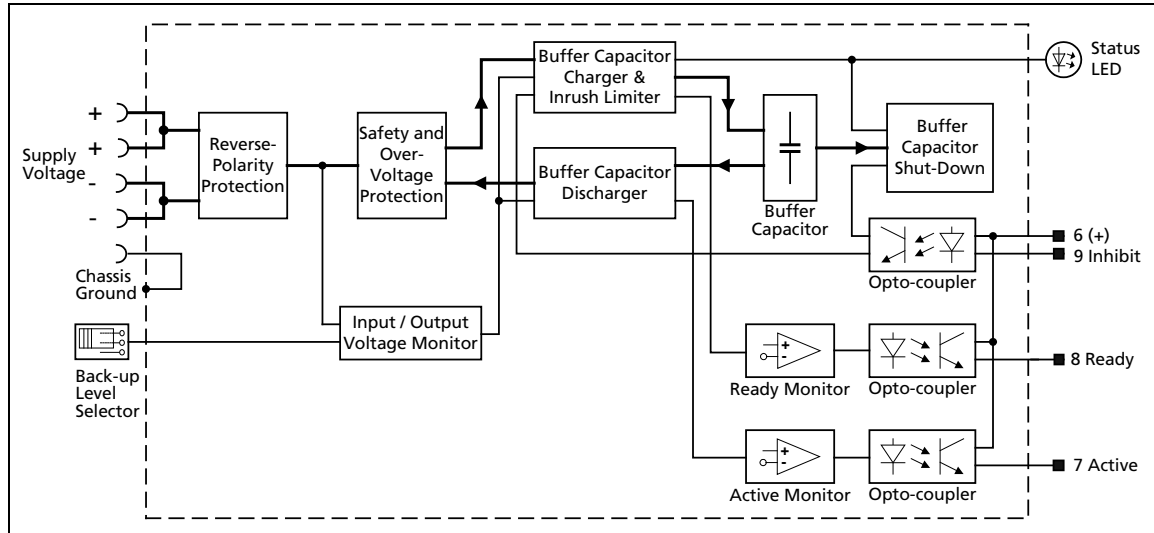 Supply
Voltage
+
+
-
-
Chassis
Ground
Back-up
Level
Selector
Reverse-
Polarity
Protection
Safety and
Over-
Voltage
Protection
Input / Output
Voltage Monitor
Buffer Capacitor
Charger &
Inrush Limiter
Buffer Capacitor
Discharger
Buffer
Capacitor
Buffer
Capacitor
Shut-Down
Status
LED
Opto-coupler
6 (+)
9 Inhibit
+
-
Ready Monitor
Opto-coupler
8 Ready
+
-
Active Monitor
Opto-coupler
7 Active